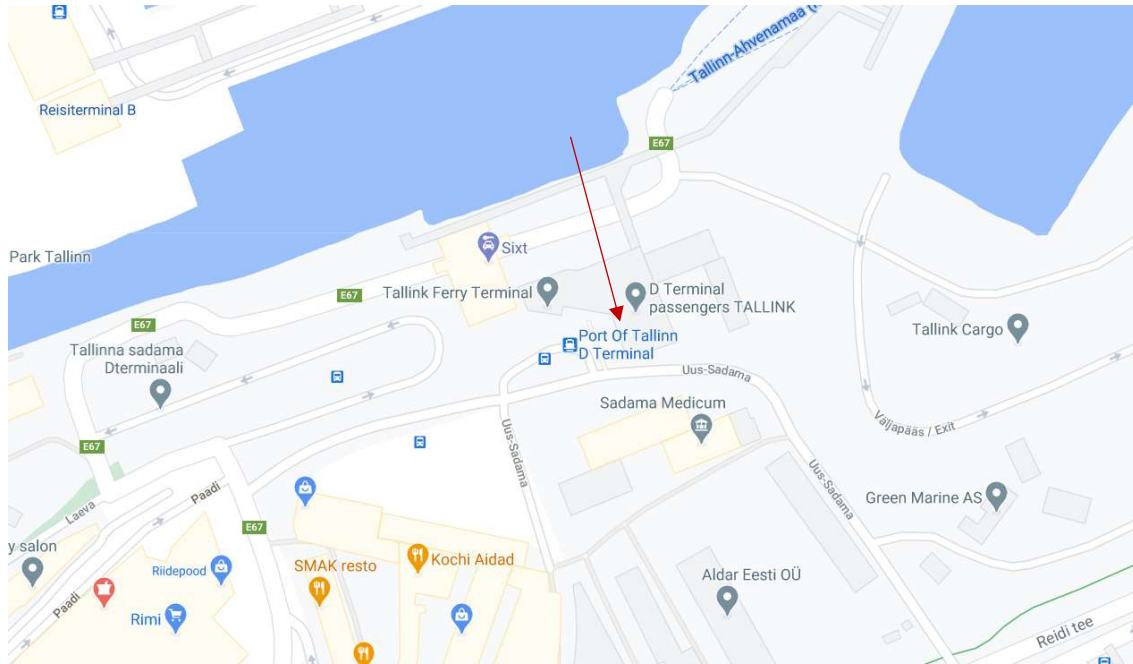 Reisiterminal B
Tallinn-Ahvenamaa
E67
Park Tallinn
Sixt
E67
Tallink Ferry Terminal
D Terminal
passengers TALLINK
E67
Port Of Tallinn
D Terminal
Tallink Cargo
Tallinna sadama
Dterminaali
Uus-Sadama
Sadama Medicum
Väljapääs / Exit
Uus-Sadama
E67
Uus-Sadama
Paadi
Laeva
Green Marine AS
E67
y salon
Riidepood
SMAK resto
Kochi Aidad
Aldar Eesti OÜ
Paadi
Rimi
Reidi tee